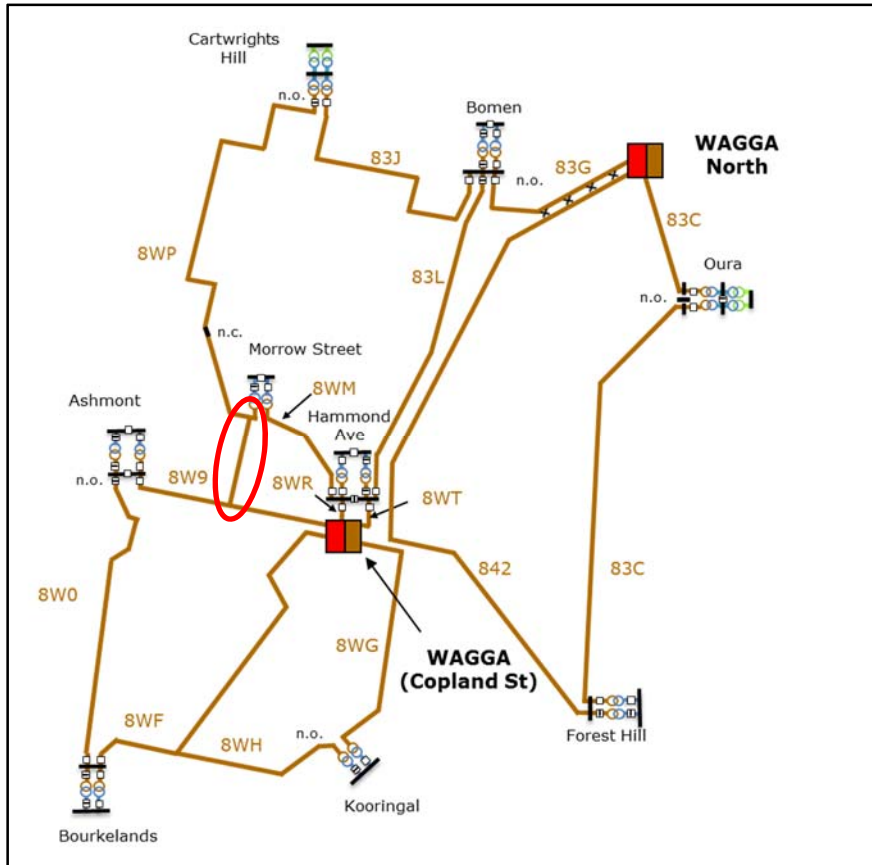 Cartwrights
Hill
n.o.
Bomen
83J
n.o.
83G
WAGGA
North
83C
Oura
n.o.
8WP
83L
n.c.
Morrow Street
8WM
Ashmont
Hammond
Ave
n.o.
8W9
8WR
8WT
842
83C
8W0
8WG
WAGGA
(Copland St)
8WF
8WH
n.o.
Forest Hill
Kooringal
Bourkelands